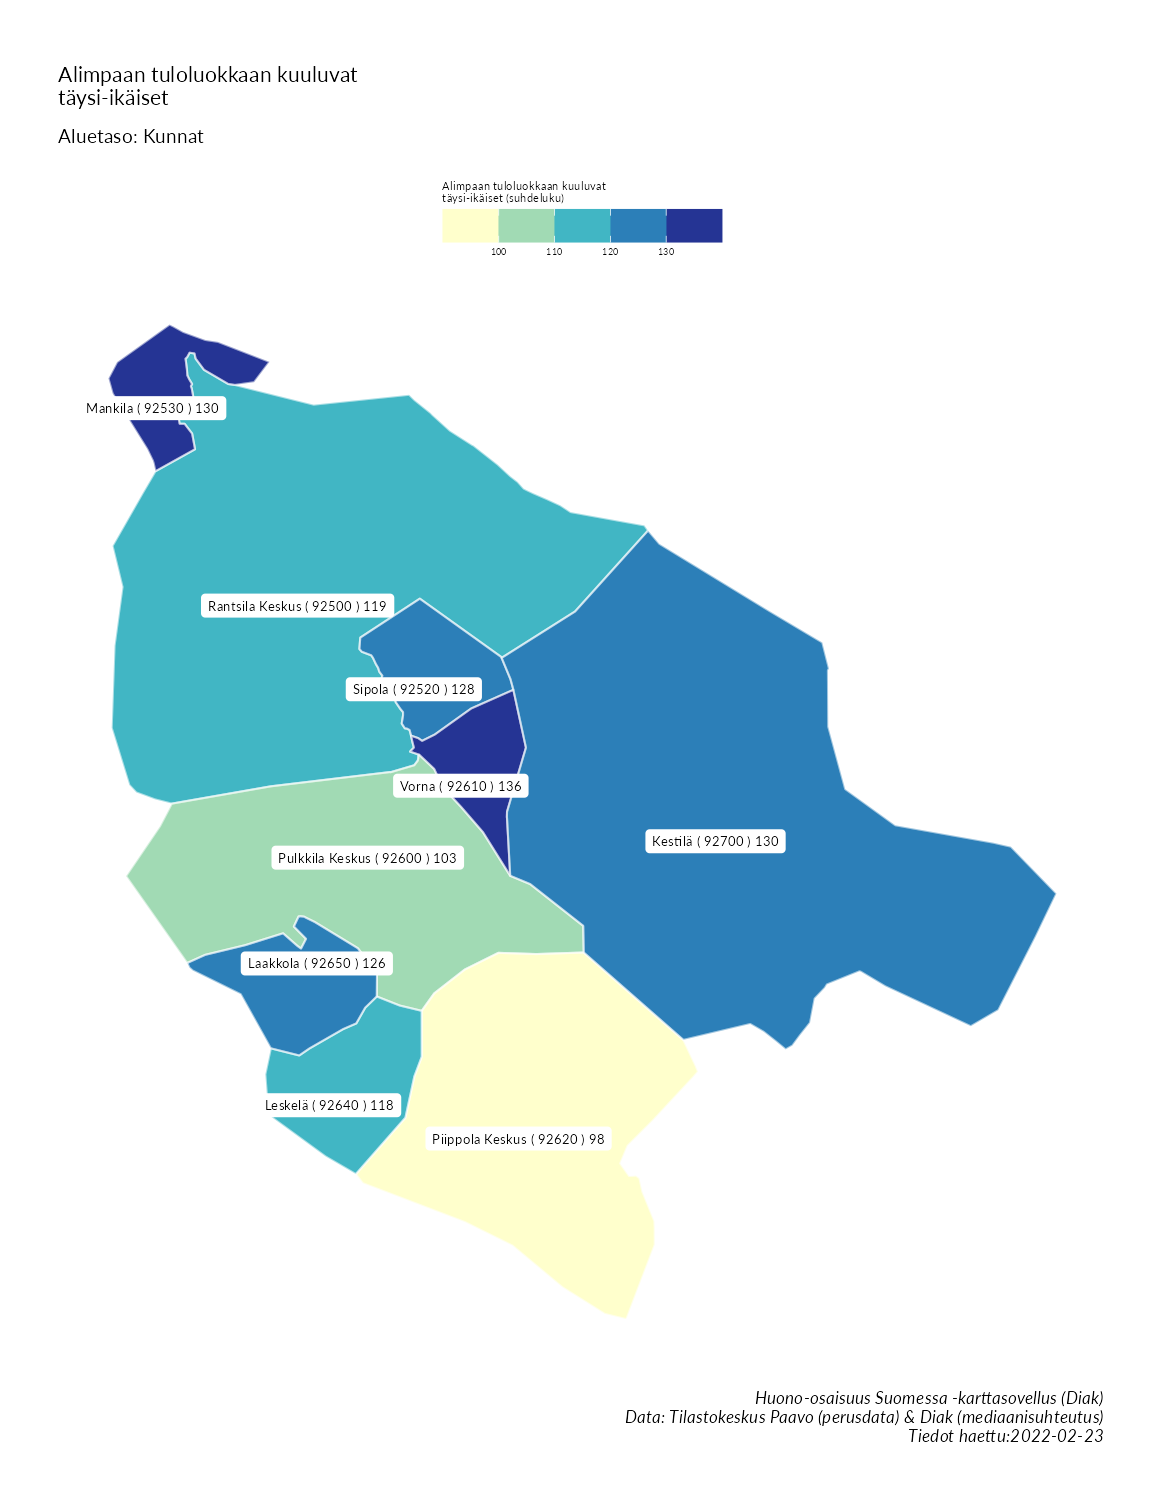 Alimpaan tuloluokkaan kuuluvat
täysi-ikäiset
Aluetaso: Kunnat
Alimpaan tuloluokkaan kuuluvat
täysi-ikäiset (suhdeluku)
100 110 120 130
Mankila ( 92530 ) 130
Rantsila Keskus ( 92500 ) 119
Sipola ( 92520 ) 128
Vorna ( 92610 ) 136
Kestilä ( 92700 ) 130
Pulkkila Keskus ( 92600 ) 103
Laakkola ( 92650 ) 126
Leskelä ( 92640 ) 118
Piippola Keskus ( 92620 ) 98
Huono-osaisuus Suomessa -karttasovellus (Diak)
Data: Tilastokeskus Paavo (perusdata) & Diak (mediaanisuhteutus)
Tiedot haettu:2022-02-23